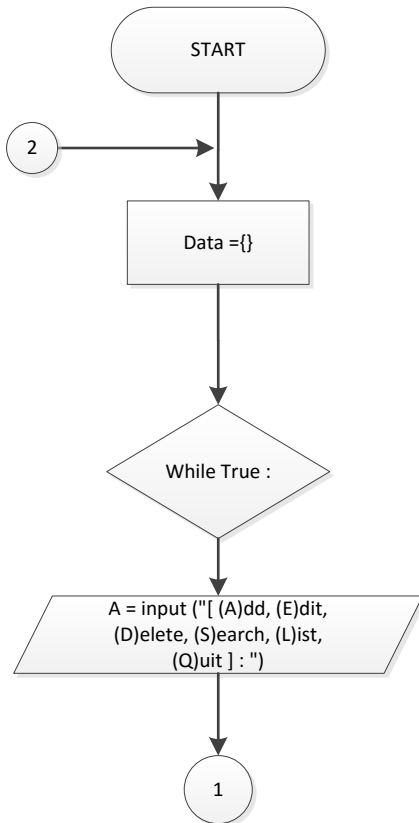 START
2
Data ={}
While True :
A = input ("[ (A)dd, (E)dit,
(D)elete, (S)earch, (L)ist,
(Q)uit ] : ")
1